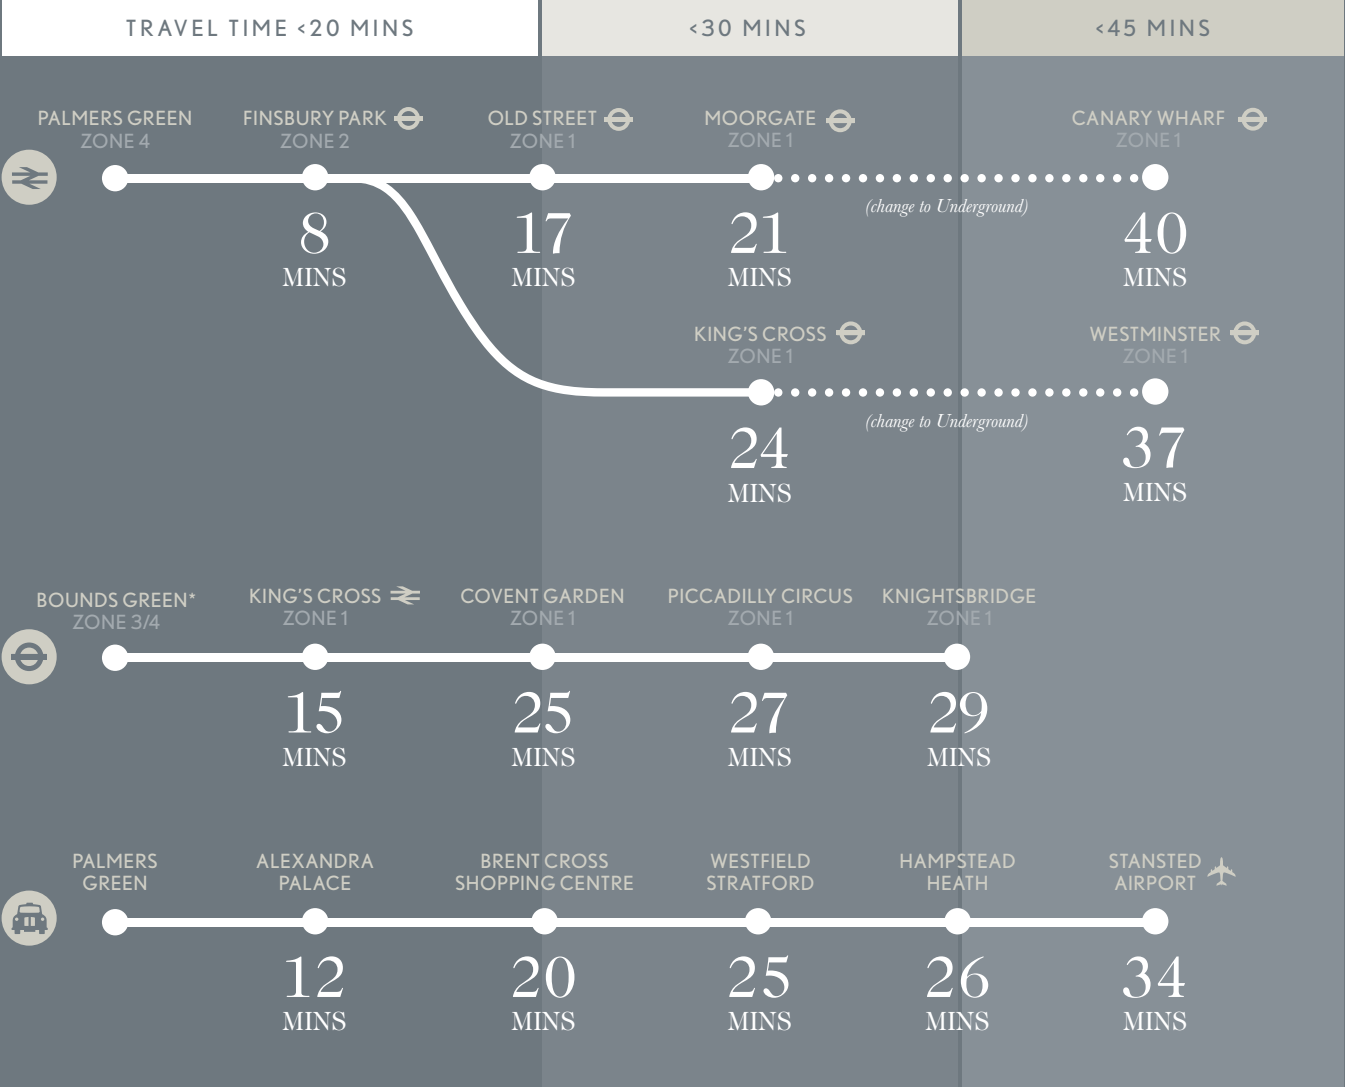 TRAVEL TIME <20 MINS
<30 MINS
<45 MINS
PALMERS GREEN
ZONE 4
FINSBURY PARK
ZONE 2
8
MINS
OLD STREET
ZONE 1
17
MINS
MOORGATE
ZONE 1
21
MINS
(change to Underground)
CANARY WHARF
ZONE 1
40
MINS
KING'S CROSS
ZONE 1
24
MINS
(change to Underground)
WESTMINSTER
ZONE 1
37
MINS
BOUNDS GREEN*
ZONE 3/4
KING'S CROSS
ZONE 1
15
MINS
COVENT GARDEN
ZONE 1
25
MINS
PICCADILLY CIRCUS
ZONE 1
27
MINS
KNIGHTSBRIDGE
ZONE 1
29
MINS
PALMERS
GREEN
ALEXANDRA
PALACE
12
MINS
BRENT CROSS
SHOPPING CENTRE
20
MINS
WESTFIELD
STRATFORD
25
MINS
HAMPSTEAD
HEATH
26
MINS
STANSTED
AIRPORT
34
MINS